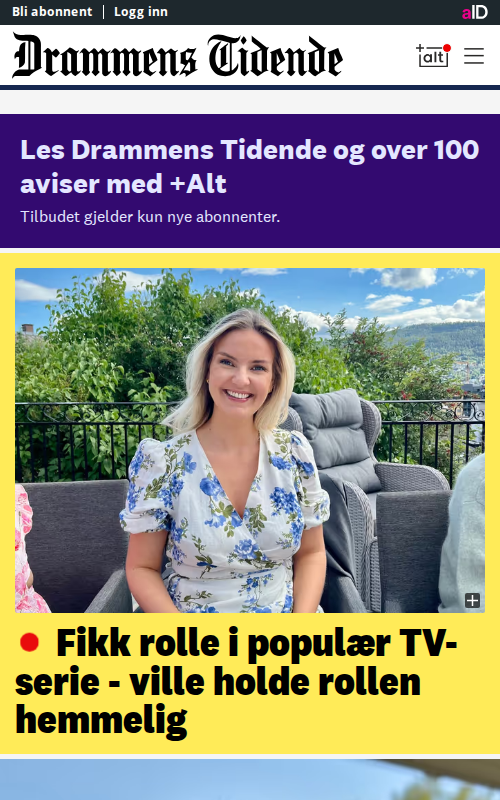 Bli abonnent | Logg inn
aID
Drammens Tidende
+alt
Les Drammens Tidende og over 100
aviser med +Alt
Tilbudet gjelder kun nye abonnenter.
Fikk rolle i populær TV-
serie - ville holde rollen
hemmelig